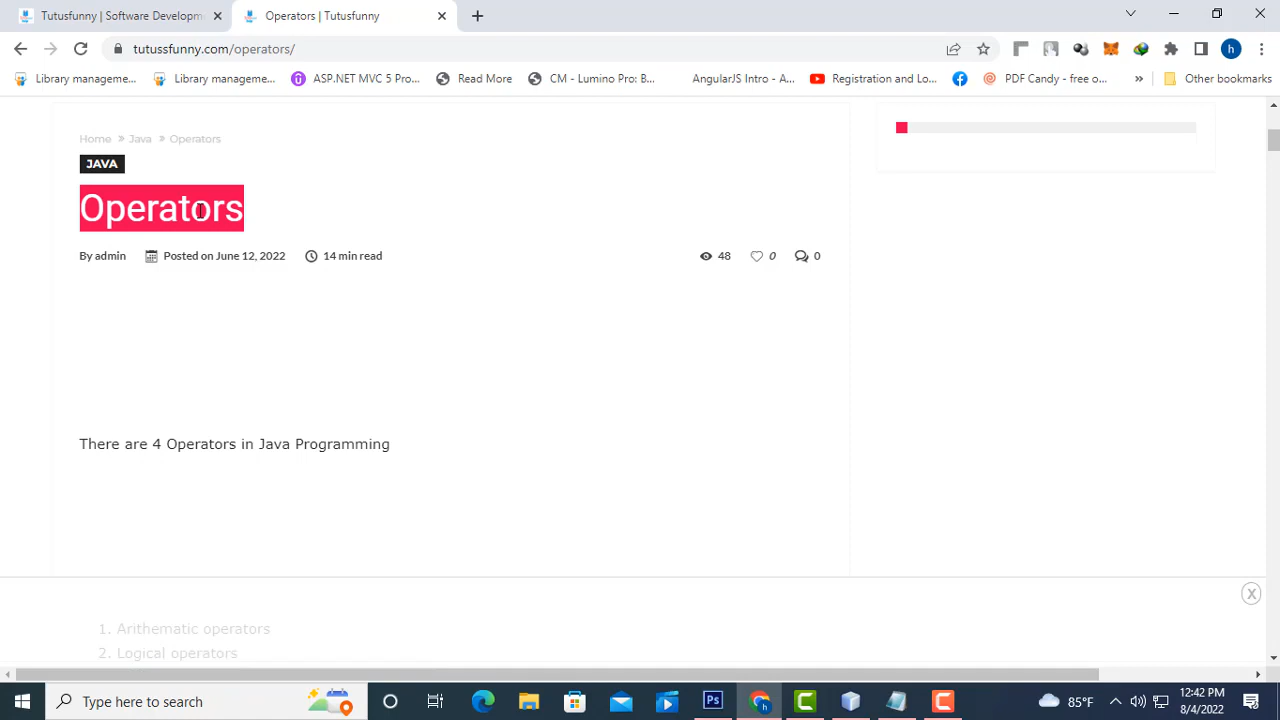 Tutusfunny | Software Developm
Operators | Tutusfunny
tutussfunny.com/operators/
h
Library manageme...
Library manageme...
ASP.NET MVC 5 Pro...
Read More
CM - Lumino Pro: B...
AngularJS Intro - A...
Registration and Lo...
PDF Candy - free o...
»
Other bookmarks
Home » Java » Operators
JAVA
Operators
By admin Posted on June 12, 2022 14 min read 48 0 0
There are 4 Operators in Java Programming
X
1. Arithematic operators
2. Logical operators
Type here to search
Ps
h
85°F
12:42 PM
8/4/2022